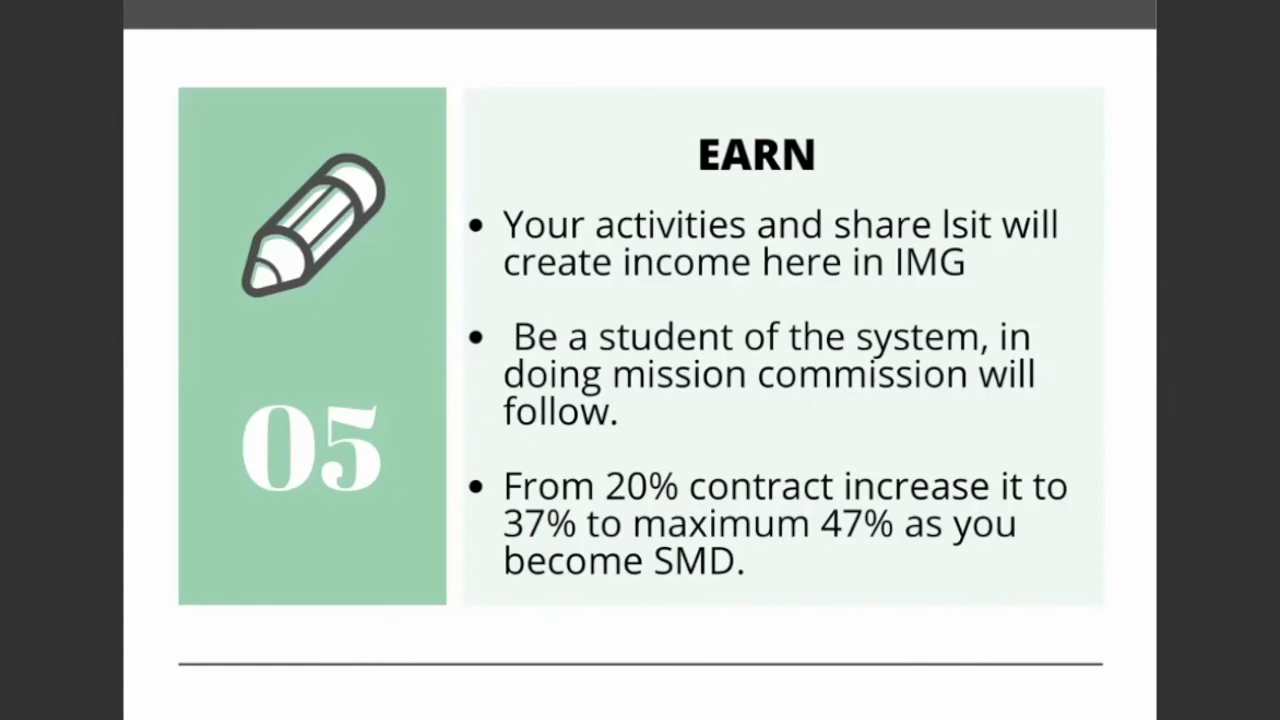 EARN
• Your activities and share lsit will
create income here in IMG
• Be a student of the system, in
doing mission commission will
follow.
• From 20% contract increase it to
37% to maximum 47% as you
become SMD.
05